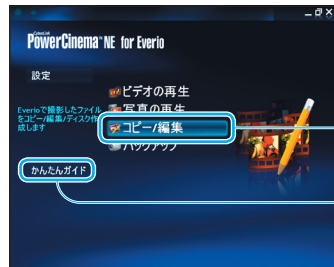 CyberLink
PowerCinema NE for Everio
設定
ビデオの再生
Everioで撮影したファイル
をコピー/編集/ディスク作
成します
写真の再生
コピー/編集
バックアップ
かんたんガイド